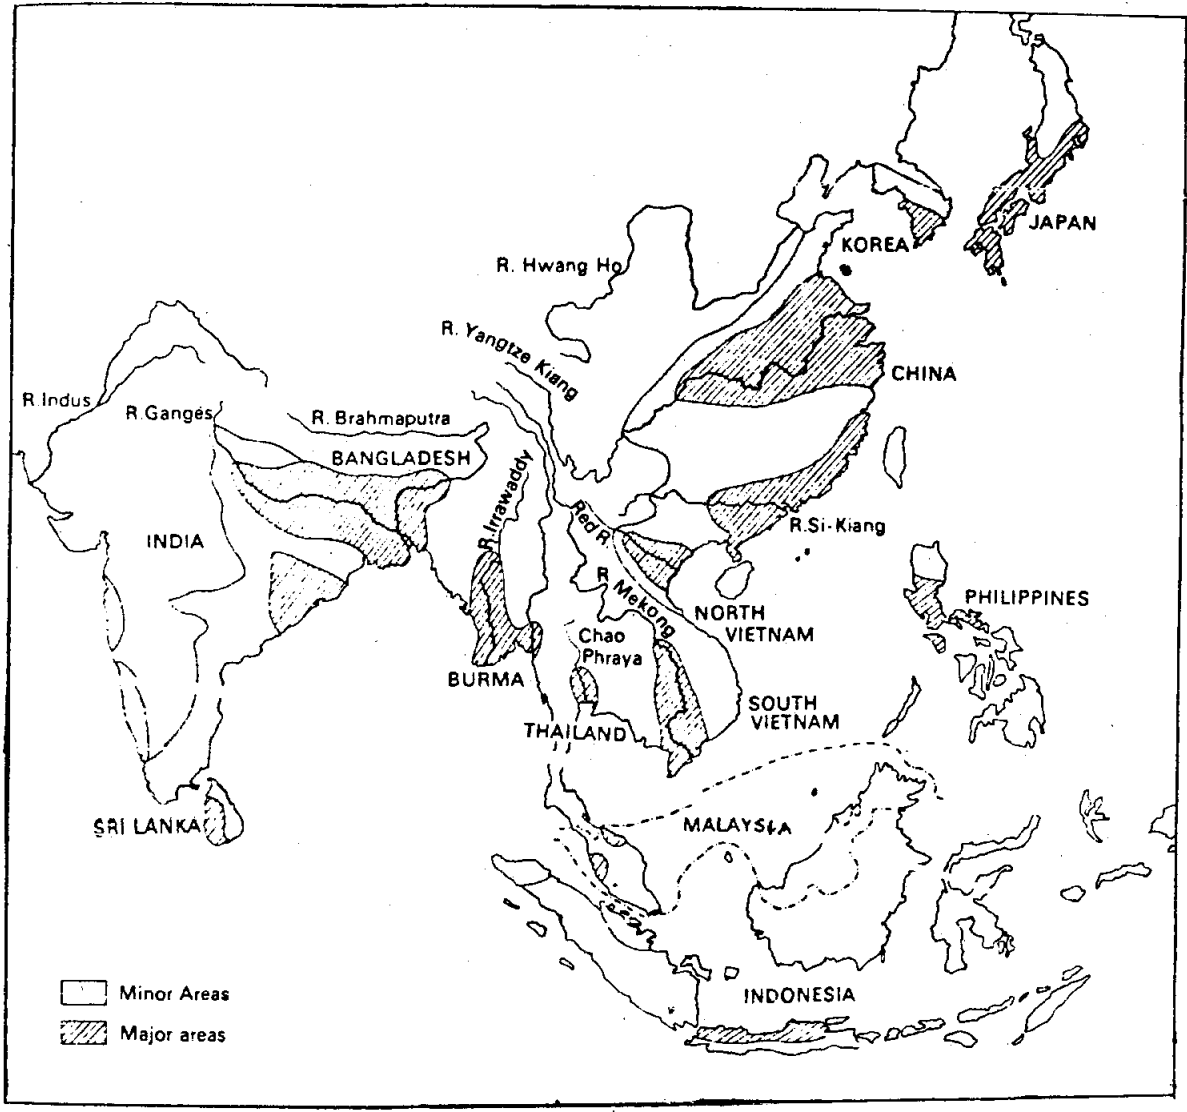 JAPAN
KOREA
R. Hwang Ho
R. Yangtze Kiang
CHINA
R.Indus
R.Ganges
R. Brahmaputra
BANGLADESH
R.Irrawaddy
Red R.
R.Si-Kiang
INDIA
R. Mekong
NORTH
VIETNAM
PHILIPPINES
Chao
Phraya
BURMA
SOUTH
VIETNAM
THAILAND
SRI LANKA
MALAYSIA
INDONESIA
Minor Areas
Major areas